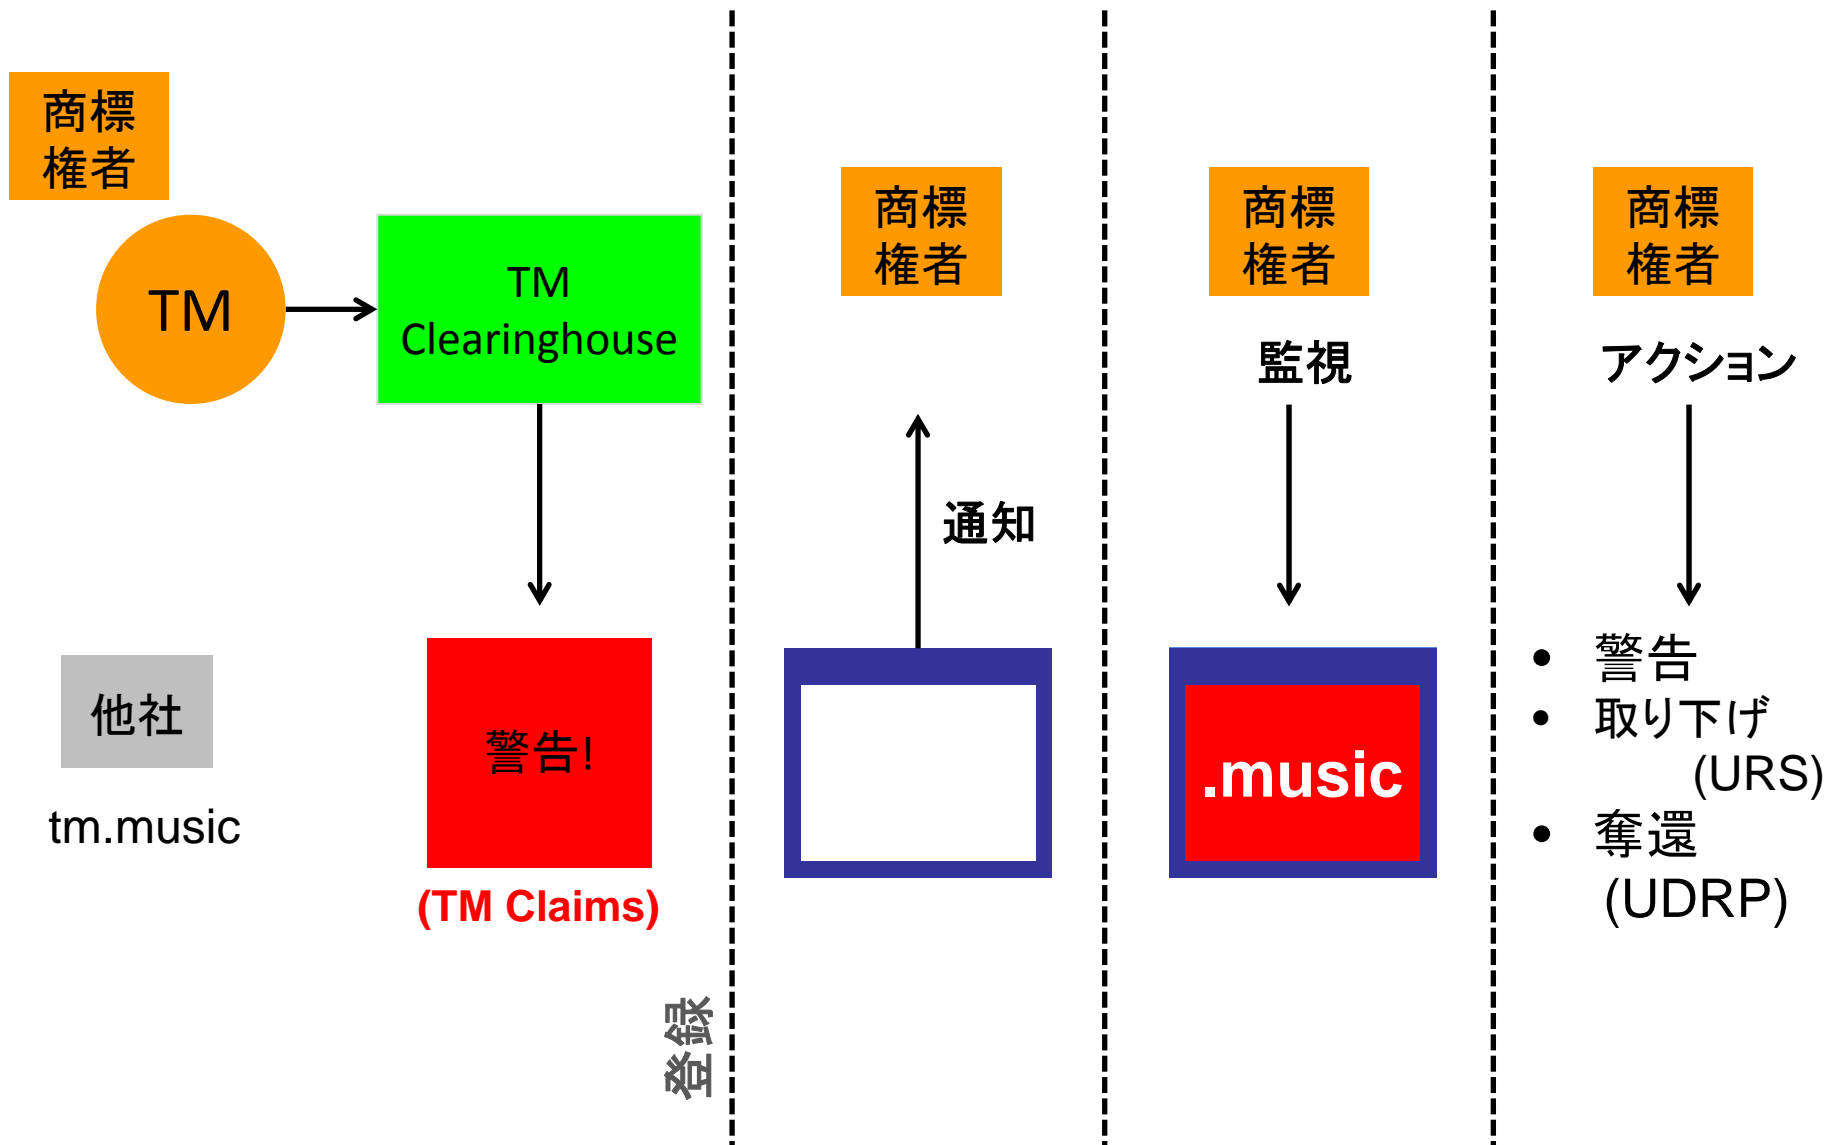 商標
権者
TM
TM
Clearinghouse
他社
tm.music
警告!
(TM Claims)
登録
商標
権者
通知
商標
権者
監視
.music
商標
権者
アクション
• 警告
• 取り下げ
(URS)
• 奪還
(UDRP)